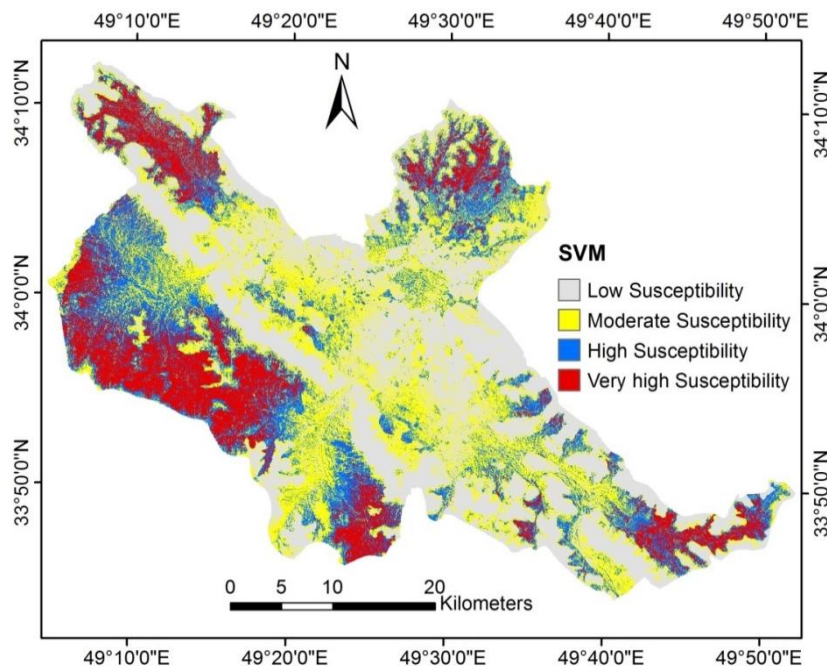 49°10'0"E 49°20'0"E 49°30'0"E 49°40'0"E 49°50'0"E
N
34°10'0"N
34°10'0"N
SVM
Low Susceptibility
34°0'0"N
34°0'0"N
Moderate Susceptibility
High Susceptibility
Very high Susceptibility
33°50'0"N
33°50'0"N
0 5 10 20
Kilometers
49°10'0"E 49°20'0"E 49°30'0"E 49°40'0"E 49°50'0"E